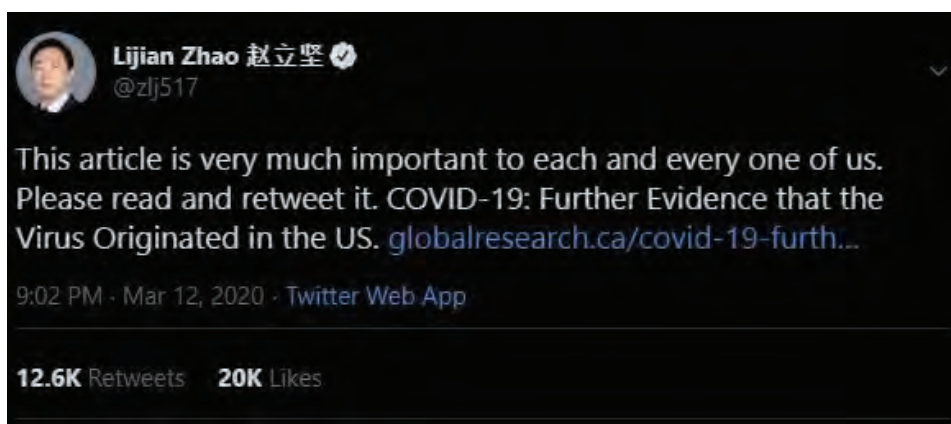 Lijian Zhao 赵立坚
@zlj517
This article is very much important to each and every one of us.
Please read and retweet it. COVID-19: Further Evidence that the
Virus Originated in the US. globalresearch.ca/covid-19-furth...
9:02 PM · Mar 12, 2020 · Twitter Web App
12.6K Retweets 20K Likes